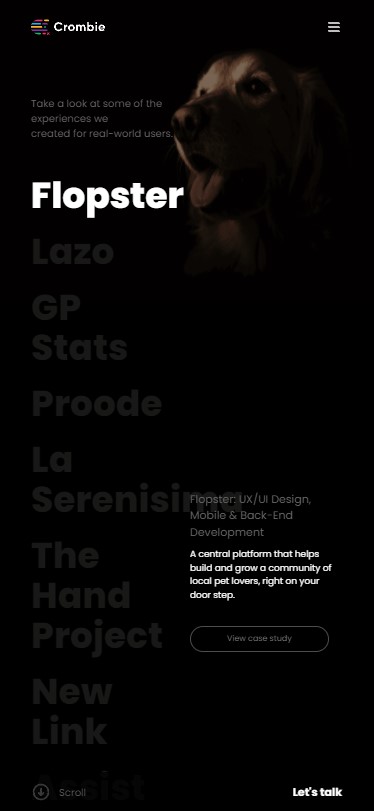 Crombie
Take a look at some of the
experiences we
created for real-world users.
Flopster
Lazo
GP
Stats
Proode
La
Serenisima
Flopster: UX/UI Design,
Mobile & Back-End
Development
A central platform that helps
build and grow a community of
local pet lovers, right on your
door step.
View case study
The
Hand
Project
New
Link
Assist
Scroll
Let's talk